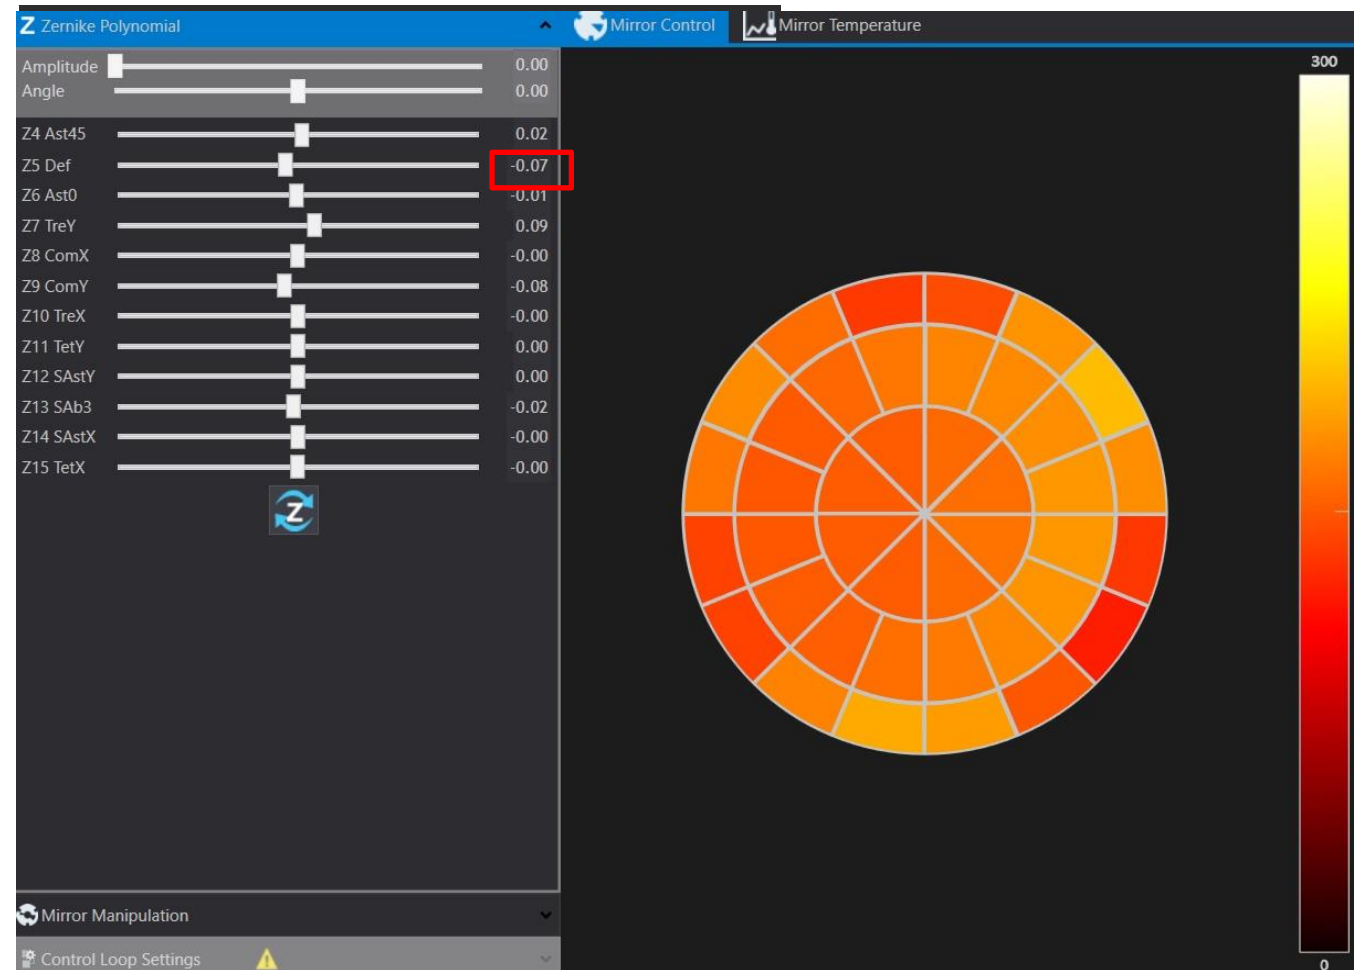 Z Zernike Polynomial
Mirror Control
Mirror Temperature
Amplitude 0.00
Angle 0.00
Z4 Ast45 0.02
Z5 Def -0.07
Z6 Ast0 -0.01
Z7 TreY 0.09
Z8 ComX -0.00
Z9 ComY -0.08
Z10 TreX -0.00
Z11 TetY 0.00
Z12 SAstY 0.00
Z13 SAb3 -0.02
Z14 SAstX -0.00
Z15 TetX -0.00
Z
Mirror Manipulation
Control Loop Settings
300
0